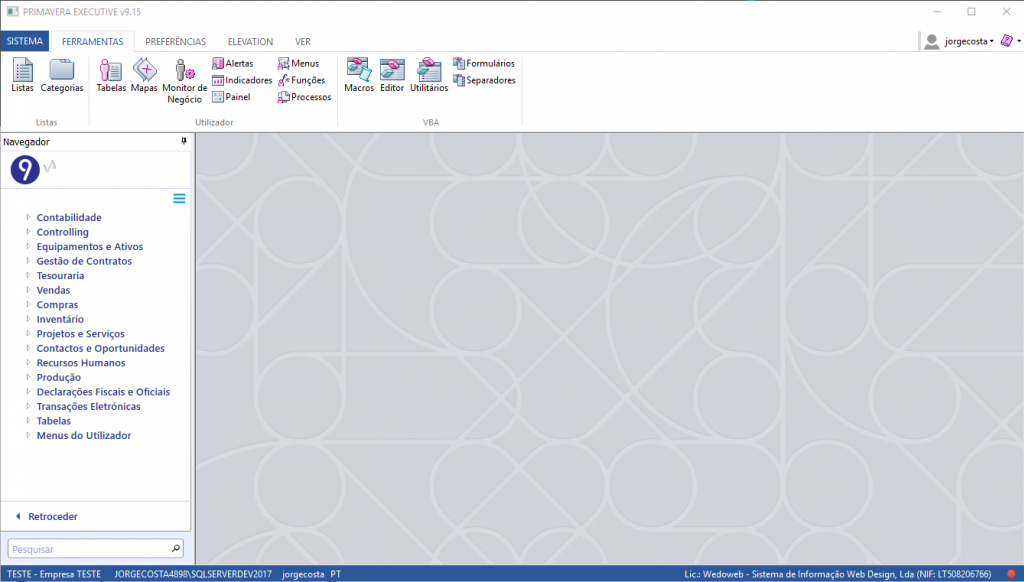 PRIMAVERA EXECUTIVE v9.15
SISTEMA FERRAMENTAS PREFERÊNCIAS ELEVATION VER jorgecosta
Listas Categorias Tabelas Mapas Monitor de Negócio Macros Editor Utilitários
Alertas Menus Formulários
Indicadores Funções Separadores
Painel Processos
Listas Utilizador VBA
Navegador
9 V
Contabilidade
Controlling
Equipamentos e Ativos
Gestão de Contratos
Tesouraria
Vendas
Compras
Inventário
Projetos e Serviços
Contactos e Oportunidades
Recursos Humanos
Produção
Declarações Fiscais e Oficiais
Transações Eletrónicas
Tabelas
Menus do Utilizador
Retroceder
Pesquisar
TESTE - Empresa TESTE JORGECOSTA4898\SQLSERVERDEV2017 jorgecosta PT Lic.: Wedoweb - Sistema de Informação Web Design, Lda (NIF: LT508206766)